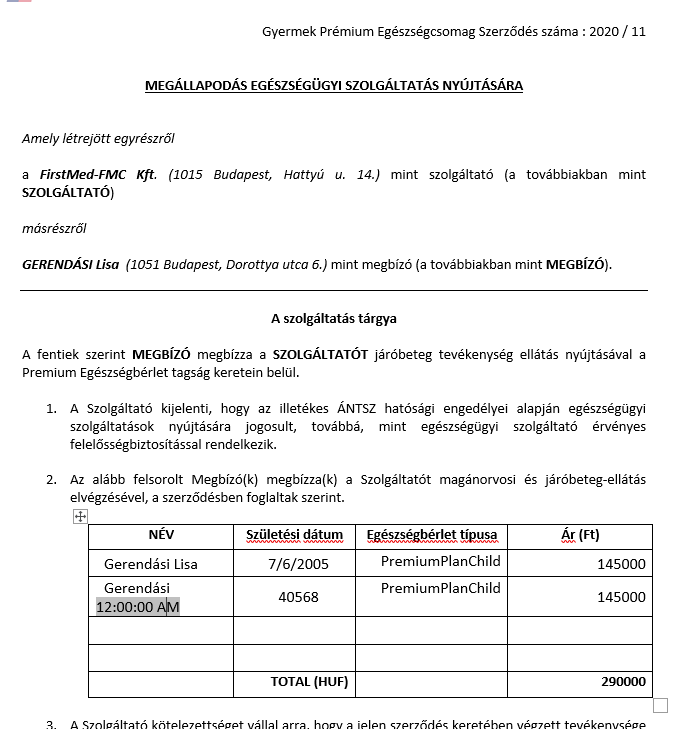 Gyermek Prémium Egészségcsomag Szerződés száma : 2020 / 11
MEGÁLLAPODÁS EGÉSZSÉGÜGYI SZOLGÁLTATÁS NYÚJTÁSÁRA
Amely létrejött egyrészről
a FirstMed-FMC Kft. (1015 Budapest, Hattyú u. 14.) mint szolgáltató (a továbbiakban mint
SZOLGÁLTATÓ)
másrészről
GERENDÁSI Lisa (1051 Budapest, Dorottya utca 6.) mint megbízó (a továbbiakban mint MEGBÍZÓ).
A szolgáltatás tárgya
A fentiek szerint MEGBÍZÓ megbízza a SZOLGÁLTATÓT járóbeteg tevékenység ellátás nyújtásával a
Premium Egészségbérlet tagság keretein belül.
1. A Szolgáltató kijelenti, hogy az illetékes ÁNTSZ hatósági engedélyei alapján egészségügyi
szolgáltatások nyújtására jogosult, továbbá, mint egészségügyi szolgáltató érvényes
felelősségbiztosítással rendelkezik.
2. Az alább felsorolt Megbízó(k) megbízza(k) a Szolgáltatót magánorvosi és járóbeteg-ellátás
elvégzésével, a szerződésben foglaltak szerint.
NÉV Születési dátum Egészségbérlet típusa Ár (Ft)
Gerendási Lisa 7/6/2005 PremiumPlanChild 145000
Gerendási
12:00:00 AM 40568 PremiumPlanChild 145000
TOTAL (HUF) 290000
3. A Szolgáltató kötelezettséget vállal arra, hogy a jelen szerződés keretében végzett tevékenysége